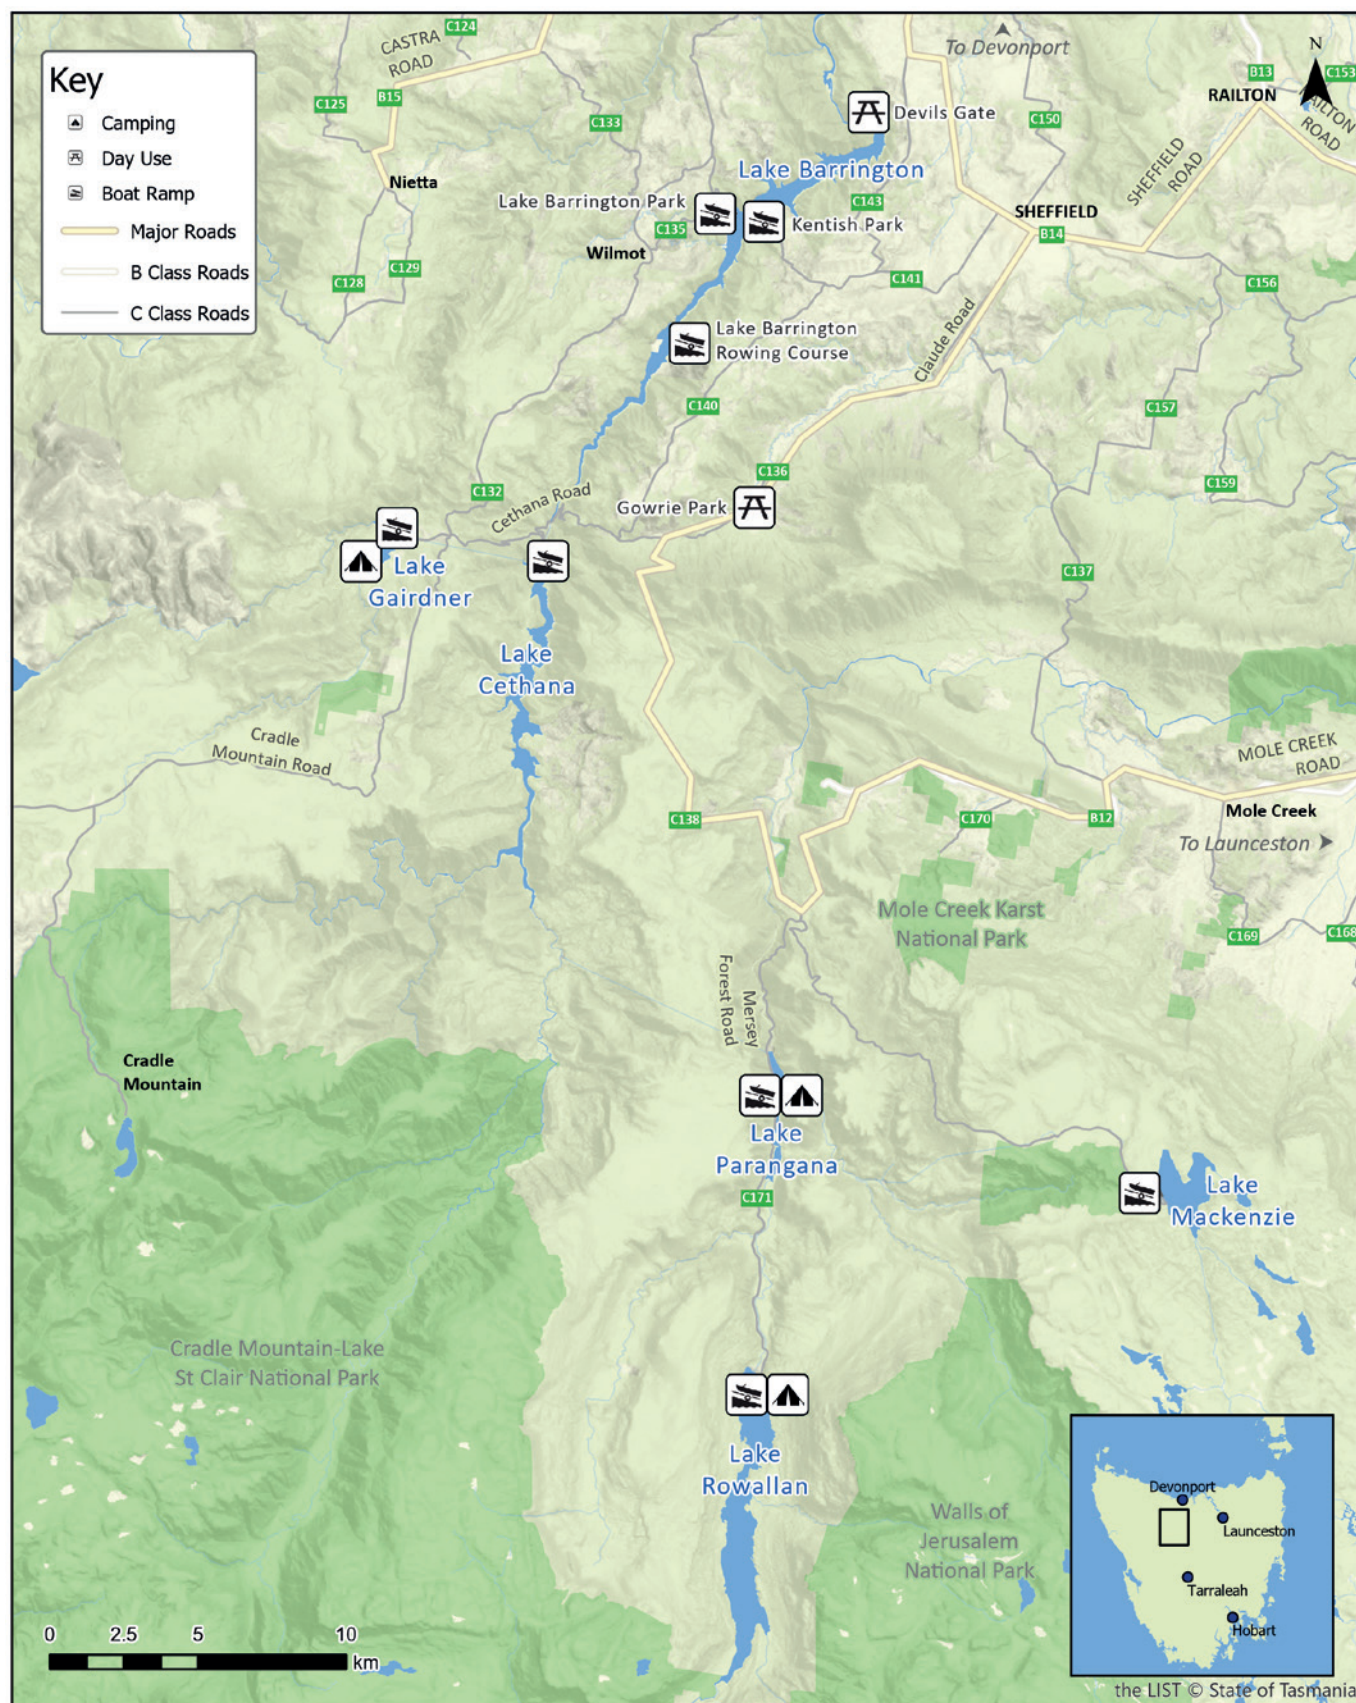 C124
CASTRA
ROAD
To Devonport
N
Key
Camping
Day Use
Boat Ramp
Major Roads
B Class Roads
C Class Roads
C125
B15
C133
Devils Gate
C150
B13
C153
RAILTON
RAILTON
ROAD
SHEFFIELD
ROAD
Lake Barrington
Nietta
Lake Barrington Park
C143
Kentish Park
SHEFFIELD
B14
C135
Wilmot
C129
C128
C141
C156
Lake Barrington
Rowing Course
Claude Road
C140
C157
C136
C159
C132
Cethana Road
Gowrie Park
Lake
Gairdner
C137
Lake
Cethana
Cradle
Mountain Road
MOLE CREEK
ROAD
C138
C170
B12
Mole Creek
To Launceston
Mole Creek Karst
National Park
C169
C168
Mersey
Forest Road
Cradle
Mountain
Lake
Parangana
C171
Lake
Mackenzie
Cradle Mountain-Lake
St Clair National Park
Lake
Rowallan
Walls of
Jerusalem
National Park
Devonport
Launceston
Tarraleah
Hobart
0 2.5 5 10
km
the LIST © State of Tasmania